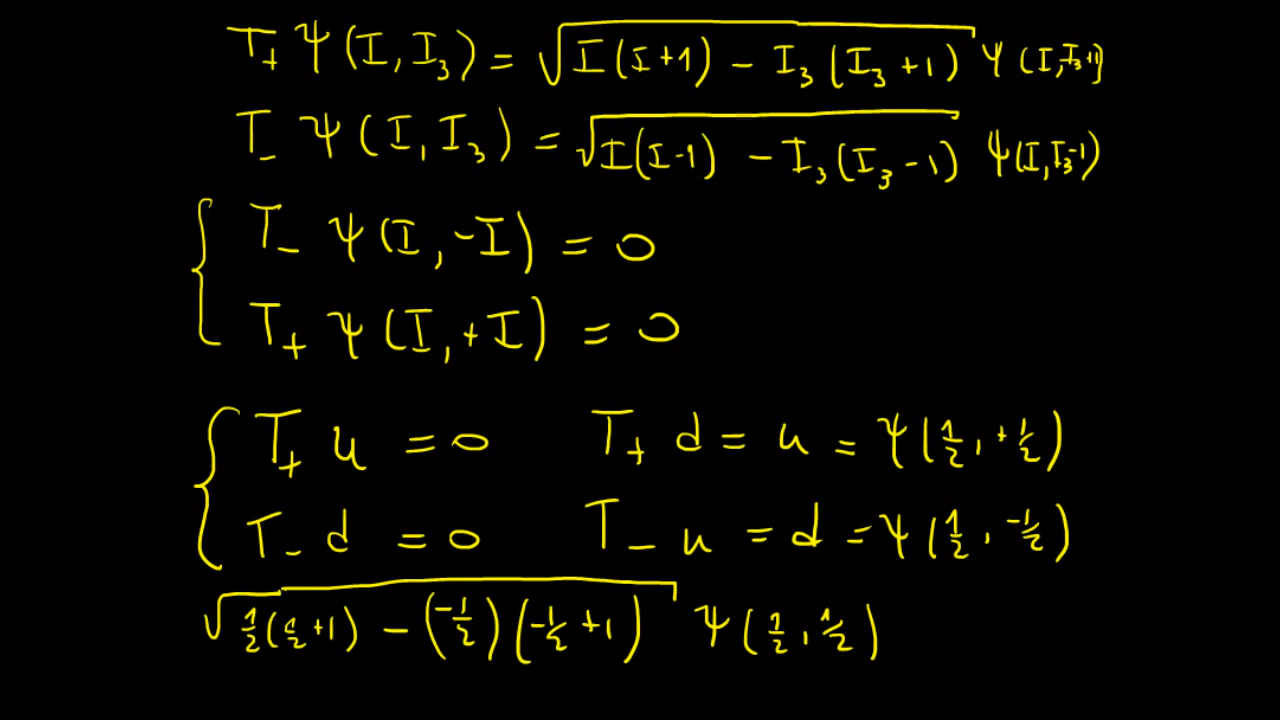 T₊ ψ(I, I₃) = √(I(I+1) − I₃(I₃+1)) ψ(I, I₃+1)
T₋ ψ(I, I₃) = √(I(I-1) − I₃(I₃-1)) ψ(I, I₃-1)
T₋ ψ(I, -I) = 0
T₊ ψ(I, +I) = 0
T₊ u = 0 T₊ d = u = ψ(1/2, +1/2)
T₋ d = 0 T₋ u = d = ψ(1/2, -1/2)
√(1/2(1/2+1) − (-1/2)(-1/2+1)) ψ(1/2, 1/2)